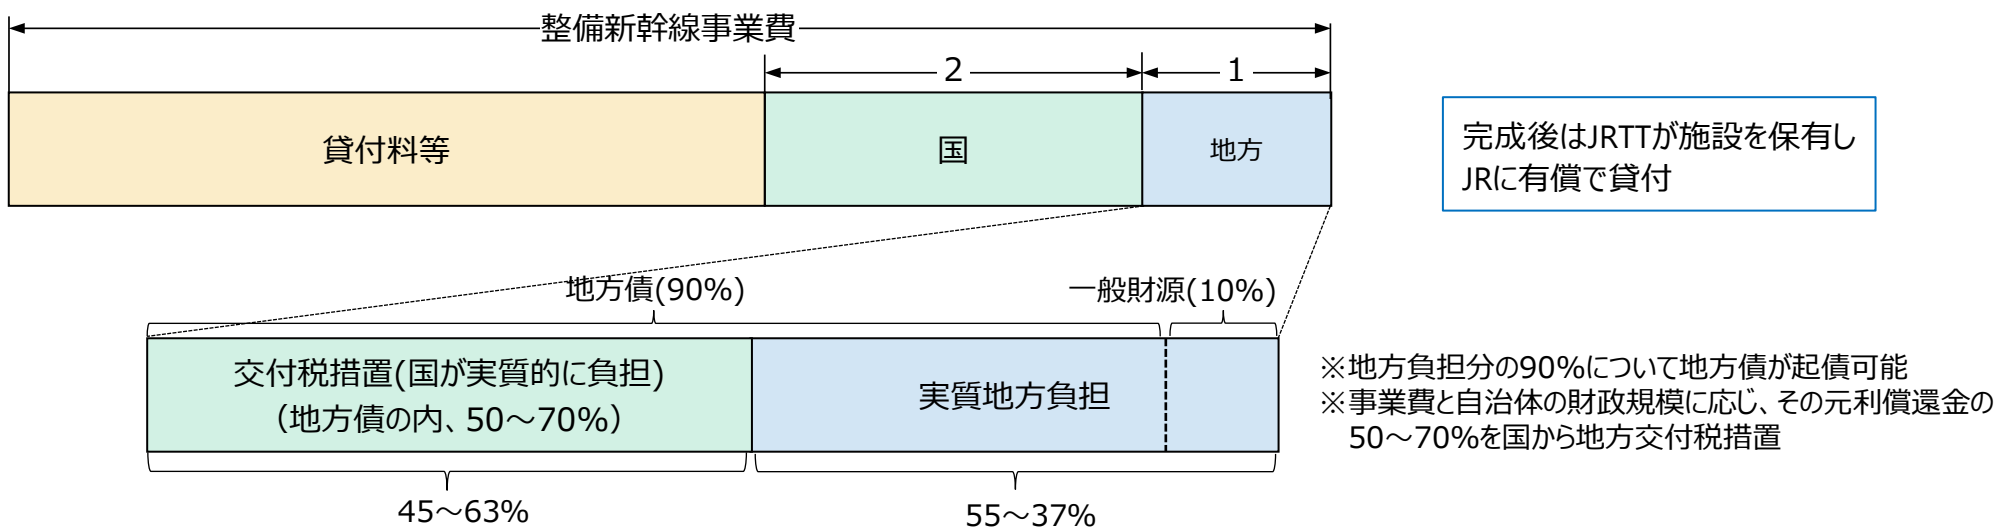 整備新幹線事業費
2
1
貸付料等
国
地方
完成後はJRTTが施設を保有し
JRに有償で貸付
地方債(90%)
一般財源(10%)
交付税措置(国が実質的に負担)
（地方債の内、50～70%）
実質地方負担
※地方負担分の90%について地方債が起債可能
※事業費と自治体の財政規模に応じ、その元利償還金の
50～70%を国から地方交付税措置
45～63%
55～37%